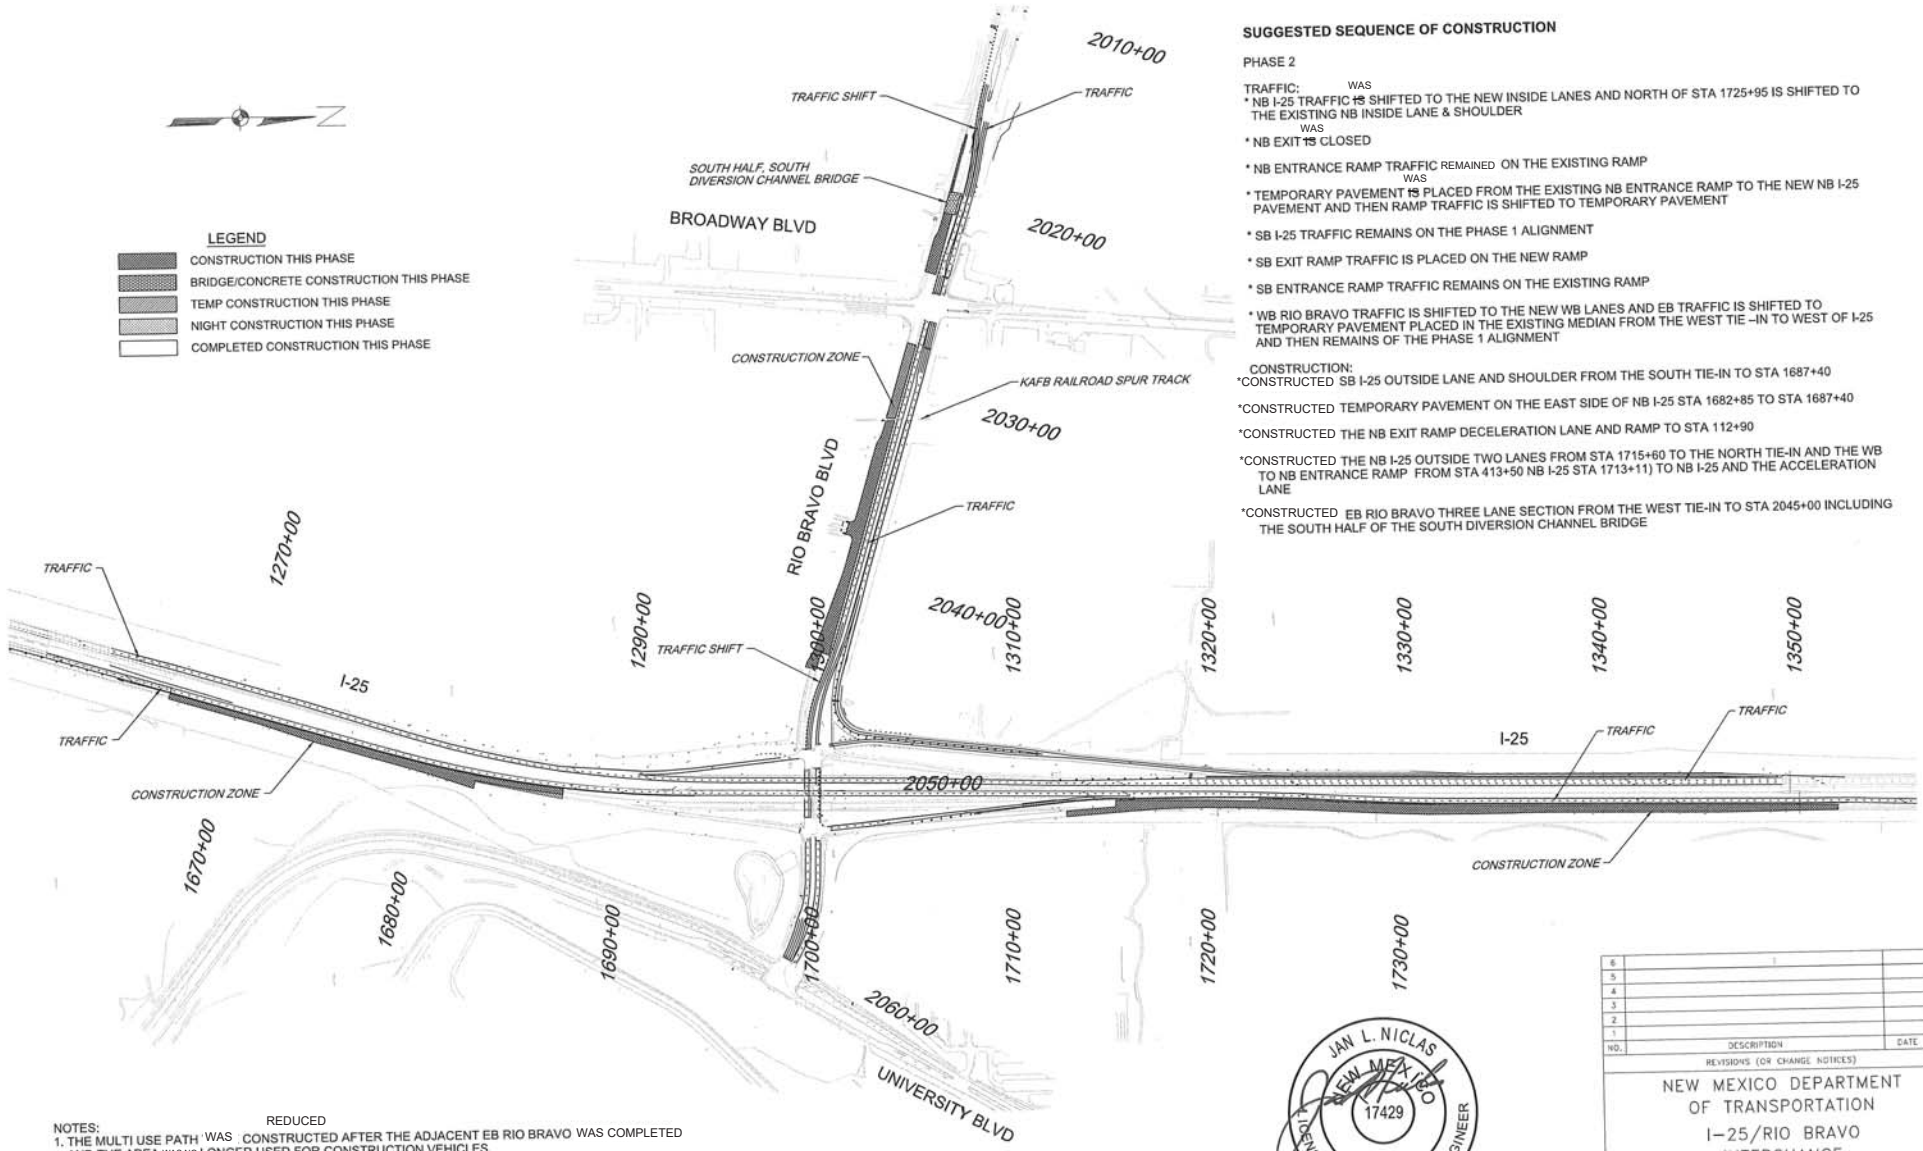 SUGGESTED SEQUENCE OF CONSTRUCTION
PHASE 2
TRAFFIC:
WAS
* NB I-25 TRAFFIC IS SHIFTED TO THE NEW INSIDE LANES AND NORTH OF STA 1725+95 IS SHIFTED TO
THE EXISTING NB INSIDE LANE & SHOULDER
WAS
* NB EXIT IS CLOSED
* NB ENTRANCE RAMP TRAFFIC REMAINED ON THE EXISTING RAMP
WAS
* TEMPORARY PAVEMENT IS PLACED FROM THE EXISTING NB ENTRANCE RAMP TO THE NEW NB I-25
PAVEMENT AND THEN RAMP TRAFFIC IS SHIFTED TO TEMPORARY PAVEMENT
* SB I-25 TRAFFIC REMAINS ON THE PHASE 1 ALIGNMENT
* SB EXIT RAMP TRAFFIC IS PLACED ON THE NEW RAMP
* SB ENTRANCE RAMP TRAFFIC REMAINS ON THE EXISTING RAMP
* WB RIO BRAVO TRAFFIC IS SHIFTED TO THE NEW WB LANES AND EB TRAFFIC IS SHIFTED TO
TEMPORARY PAVEMENT PLACED IN THE EXISTING MEDIAN FROM THE WEST TIE –IN TO WEST OF I-25
AND THEN REMAINS OF THE PHASE 1 ALIGNMENT
CONSTRUCTION:
*CONSTRUCTED SB I-25 OUTSIDE LANE AND SHOULDER FROM THE SOUTH TIE-IN TO STA 1687+40
*CONSTRUCTED TEMPORARY PAVEMENT ON THE EAST SIDE OF NB I-25 STA 1682+85 TO STA 1687+40
*CONSTRUCTED THE NB EXIT RAMP DECELERATION LANE AND RAMP TO STA 112+90
*CONSTRUCTED THE NB I-25 OUTSIDE TWO LANES FROM STA 1715+60 TO THE NORTH TIE-IN AND THE WB
TO NB ENTRANCE RAMP FROM STA 413+50 NB I-25 STA 1713+11) TO NB I-25 AND THE ACCELERATION
LANE
*CONSTRUCTED EB RIO BRAVO THREE LANE SECTION FROM THE WEST TIE-IN TO STA 2045+00 INCLUDING
THE SOUTH HALF OF THE SOUTH DIVERSION CHANNEL BRIDGE
Z
LEGEND
CONSTRUCTION THIS PHASE
BRIDGE/CONCRETE CONSTRUCTION THIS PHASE
TEMP CONSTRUCTION THIS PHASE
NIGHT CONSTRUCTION THIS PHASE
COMPLETED CONSTRUCTION THIS PHASE
2010+00
TRAFFIC SHIFT
TRAFFIC
SOUTH HALF, SOUTH
DIVERSION CHANNEL BRIDGE
BROADWAY BLVD
2020+00
CONSTRUCTION ZONE
KAFB RAILROAD SPUR TRACK
2030+00
RIO BRAVO BLVD
TRAFFIC
2040+00
TRAFFIC
1270+00
1290+00
TRAFFIC SHIFT
1300+00
1310+00
1320+00
1330+00
1340+00
1350+00
I-25
TRAFFIC
TRAFFIC
TRAFFIC
I-25
CONSTRUCTION ZONE
2050+00
CONSTRUCTION ZONE
1670+00
1680+00
1690+00
1700+00
1710+00
1720+00
1730+00
2060+00
UNIVERSITY BLVD
REDUCED
NOTES:
1. THE MULTI USE PATH WAS CONSTRUCTED AFTER THE ADJACENT EB RIO BRAVO WAS COMPLETED
LONGER USED FOR CONSTRUCTION VEHICLES
JAN L. NICLAS
NEW MEXICO
17429
6
5
4
3
2
1
NO. DESCRIPTION DATE
REVISIONS (OR CHANGE NOTICES)
NEW MEXICO DEPARTMENT
OF TRANSPORTATION
I-25/RIO BRAVO